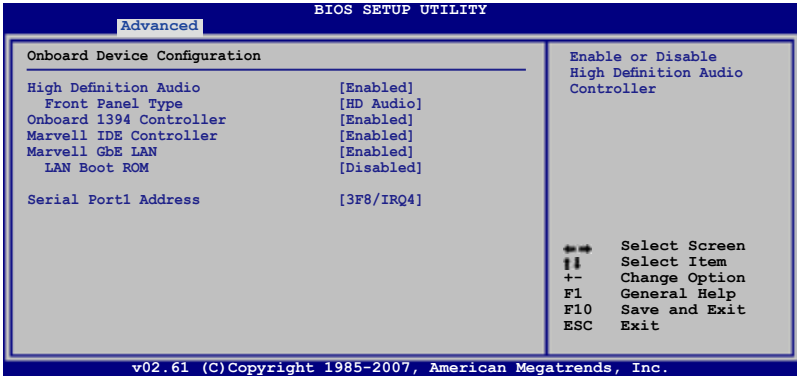 BIOS SETUP UTILITY
Advanced
Onboard Device Configuration
High Definition Audio [Enabled]
Front Panel Type [HD Audio]
Onboard 1394 Controller [Enabled]
Marvell IDE Controller [Enabled]
Marvell GbE LAN [Enabled]
LAN Boot ROM [Disabled]
Serial Port1 Address [3F8/IRQ4]
Enable or Disable
High Definition Audio
Controller
←→ Select Screen
↑↓ Select Item
+- Change Option
F1 General Help
F10 Save and Exit
ESC Exit
v02.61 (C)Copyright 1985-2007, American Megatrends, Inc.